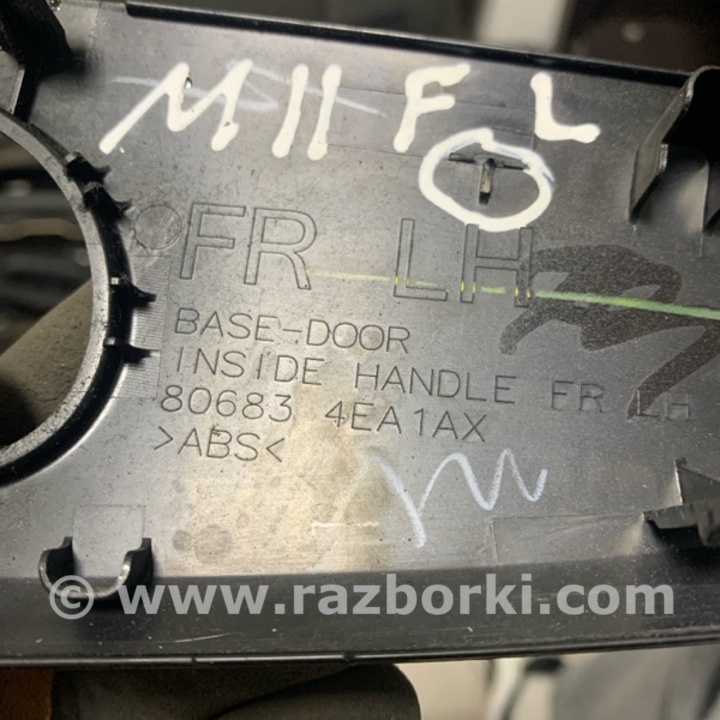 M11 F L
FR LH
BASE-DOOR
INSIDE HANDLE FR LH
80683 4EA1AX
>ABS<
© www.razborki.com